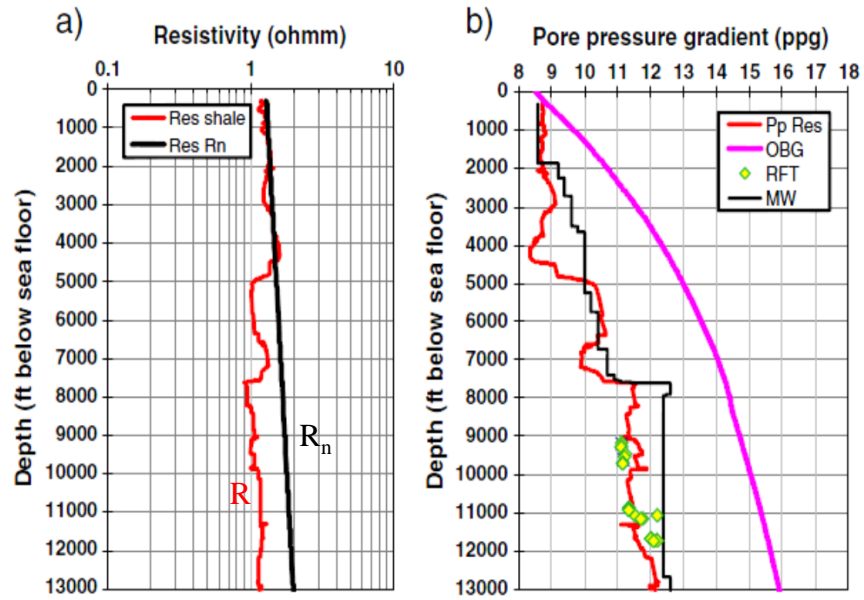 a)
Resistivity (ohmm)
0.1 1 10
0
1000
2000
3000
4000
5000
6000
7000
8000
9000
10000
11000
12000
13000
Depth (ft below sea floor)
Res shale
Res Rn
R
Rn
b)
Pore pressure gradient (ppg)
8 9 10 11 12 13 14 15 16 17 18
0
1000
2000
3000
4000
5000
6000
7000
8000
9000
10000
11000
12000
13000
Depth (ft below sea floor)
Pp Res
OBG
RFT
MW